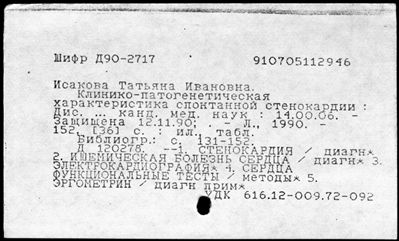 Шифр Д90-2717 910705112946
Исакова Татьяна Ивановна.
Клинико-патогенетическая
характеристика спонтанной стенокардии :
Дис. ... канд. мед. наук : 14.00.06. -
Защищена 12.11.90; . - Л., 1990. -
152, [36] с. : ил., табл.
Библиогр.: с. 131-152.
Д 120278. --1. СТЕНОКАРДИЯ / диагн*
2. ИШЕМИЧЕСКАЯ БОЛЕЗНЬ СЕРДЦА / диагн* 3.
ЭЛЕКТРОКАРДИОГРАФИЯ* 4. СЕРДЦА
ФУНКЦИОНАЛЬНЫЕ ТЕСТЫ / методы* 5.
ЭРГОМЕТРИН / диагн прим*
УДК 616.12-009.72-092